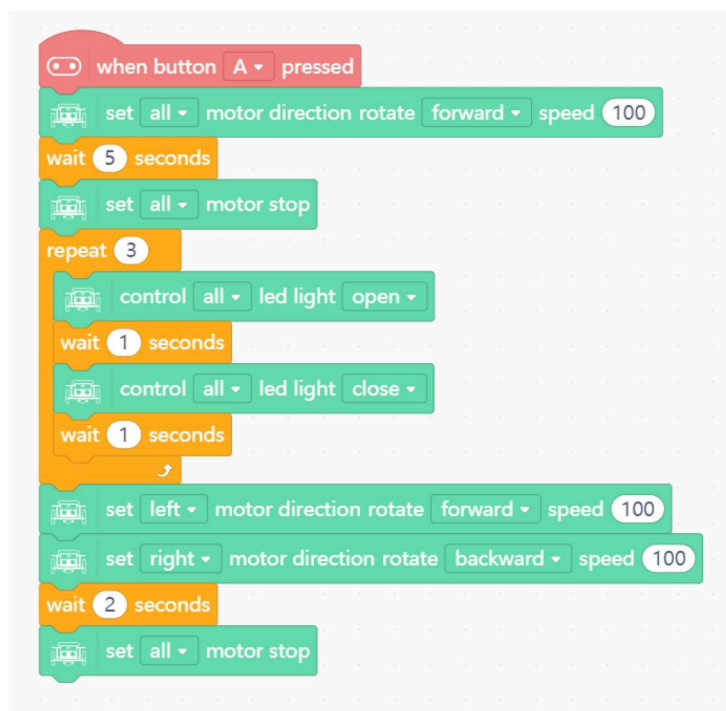 when button A pressed
set all motor direction rotate forward speed 100
wait 5 seconds
set all motor stop
repeat 3
control all led light open
wait 1 seconds
control all led light close
wait 1 seconds
set left motor direction rotate forward speed 100
set right motor direction rotate backward speed 100
wait 2 seconds
set all motor stop